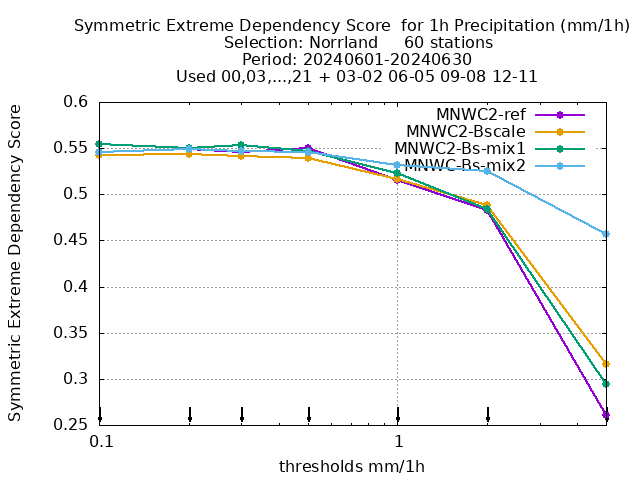 Symmetric Extreme Dependency Score  for 1h Precipitation (mm/1h)
Selection: Norrland     60 stations
Period: 20240601-20240630
Used 00,03,...,21 + 03-02 06-05 09-08 12-11
Symmetric Extreme Dependency Score
0.6
0.55
0.5
0.45
0.4
0.35
0.3
0.25
MNWC2-ref
MNWC2-Bscale
MNWC2-Bs-mix1
MNWC-Bs-mix2
0.1
1
thresholds mm/1h